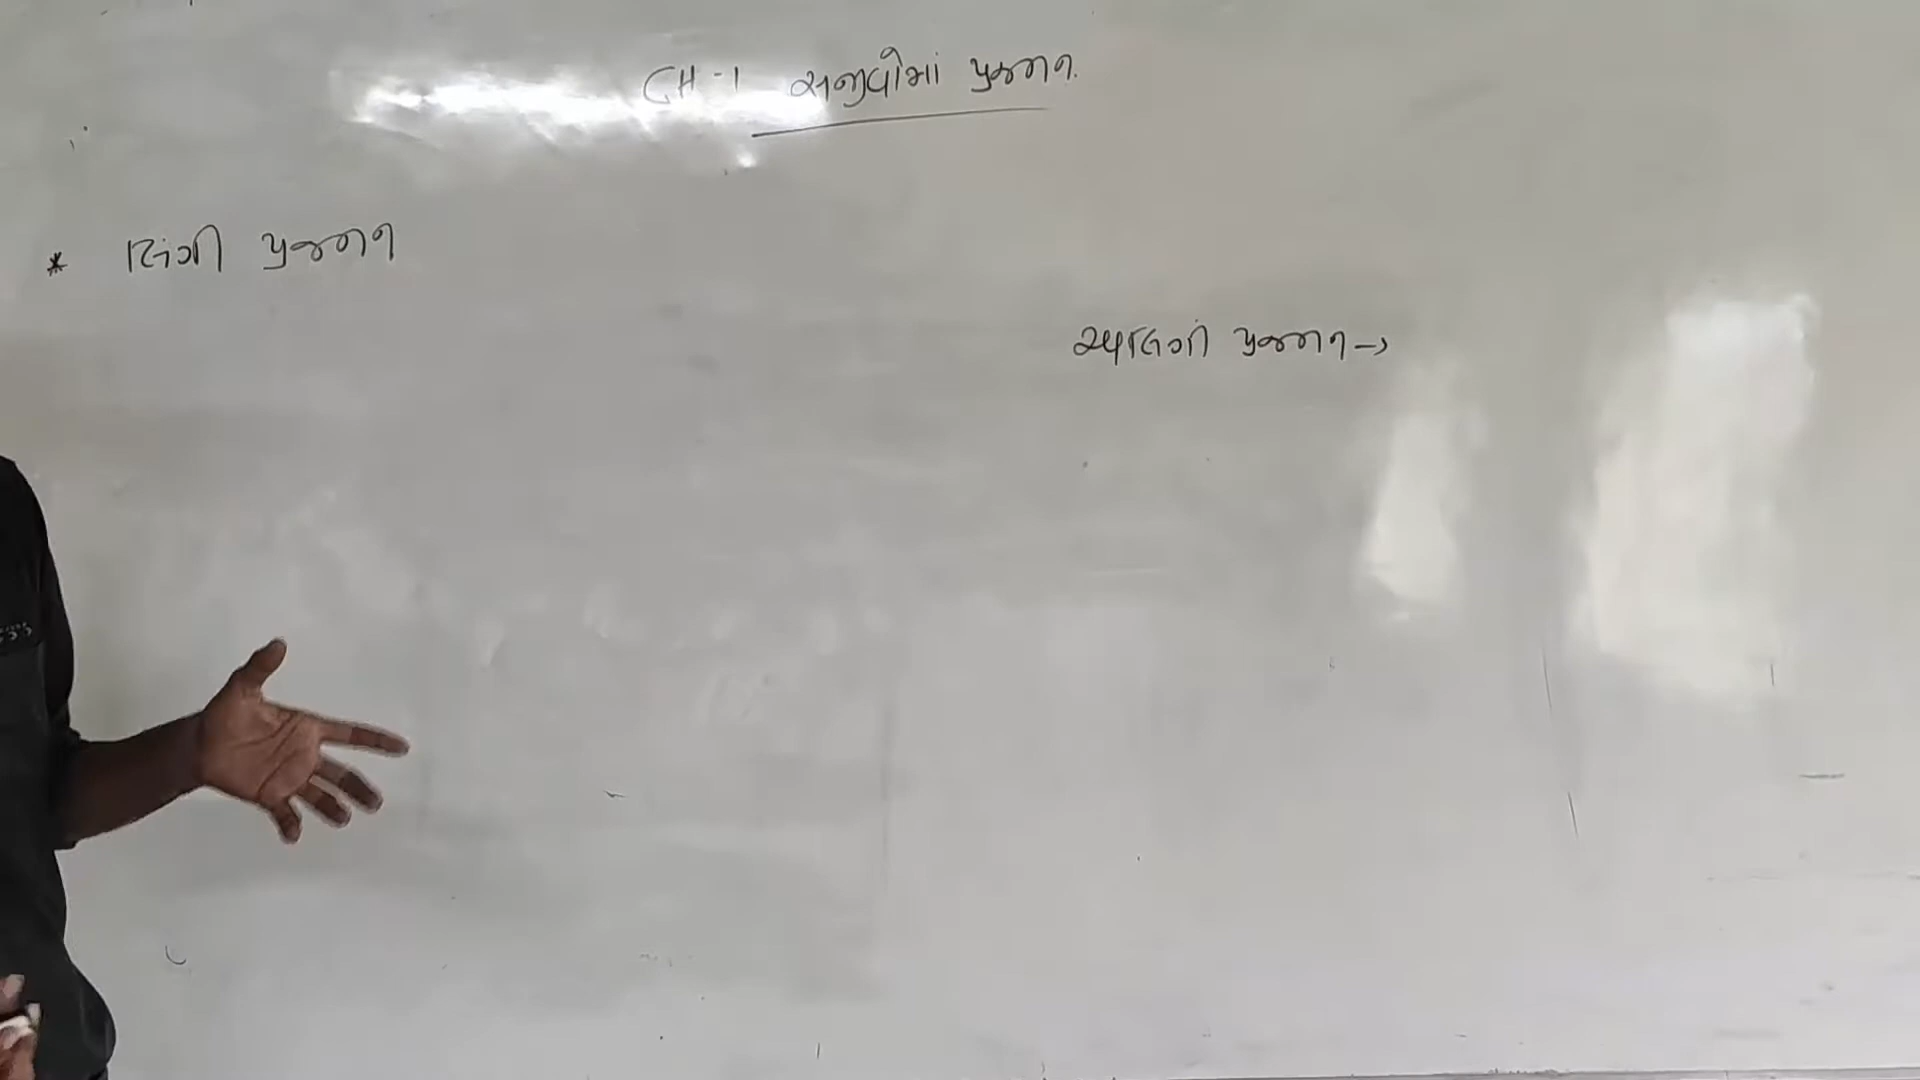 CH-1 સજીવોમાં પ્રજનન.
* લિંગી પ્રજનન
અલિંગી પ્રજનન →